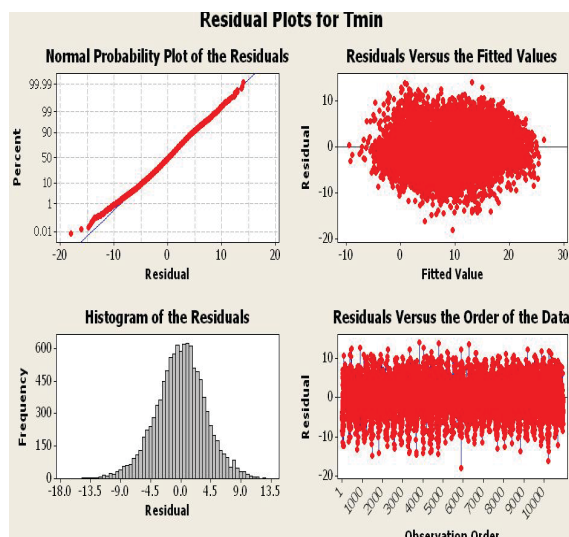 Residual Plots for Tmin
Normal Probability Plot of the Residuals
99.99
99
90
50
10
1
0.01
Percent
-20 -10 0 10 20
Residual
Residuals Versus the Fitted Values
10
0
-10
-20
Residual
-10 0 10 20 30
Fitted Value
Histogram of the Residuals
600
450
300
150
0
Frequency
-18.0 -13.5 -9.0 -4.5 0.0 4.5 9.0 13.5
Residual
Residuals Versus the Order of the Data
10
0
-10
-20
Residual
1 1000 2000 3000 4000 5000 6000 7000 8000 9000 10000
Observation Order